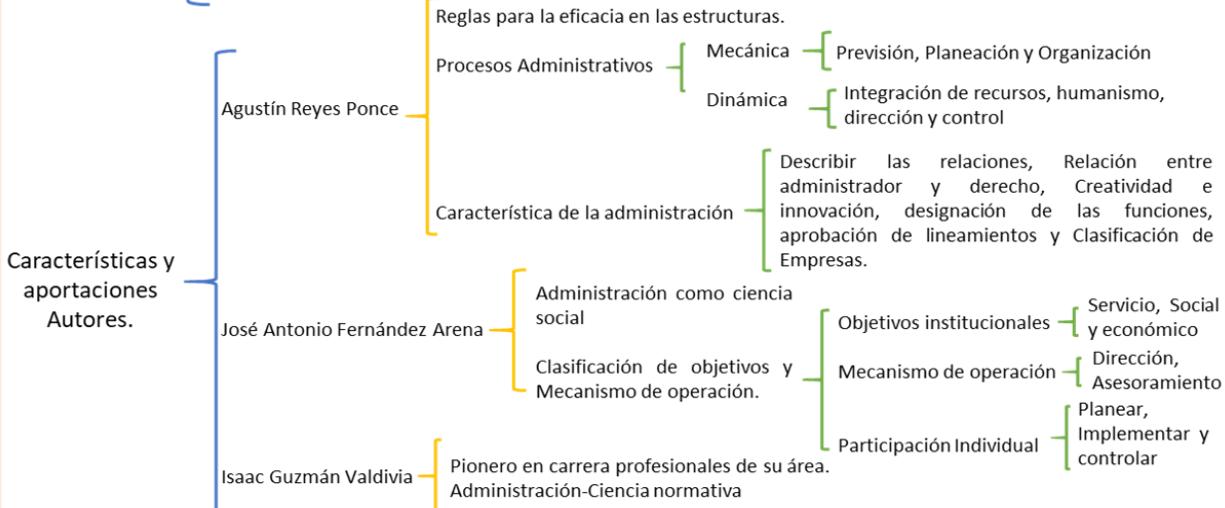 Características y
aportaciones
Autores.
Agustín Reyes Ponce
Reglas para la eficacia en las estructuras.
Procesos Administrativos
Mecánica
Previsión, Planeación y Organización
Dinámica
Integración de recursos, humanismo,
dirección y control
Característica de la administración
Describir las relaciones, Relación entre
administrador y derecho, Creatividad e
innovación, designación de las funciones,
aprobación de lineamientos y Clasificación de
Empresas.
José Antonio Fernández Arena
Administración como ciencia
social
Clasificación de objetivos y
Mecanismo de operación.
Objetivos institucionales
Servicio, Social
y económico
Mecanismo de operación
Dirección,
Asesoramiento
Participación Individual
Planear,
Implementar y
controlar
Isaac Guzmán Valdivia
Pionero en carrera profesionales de su área.
Administración-Ciencia normativa